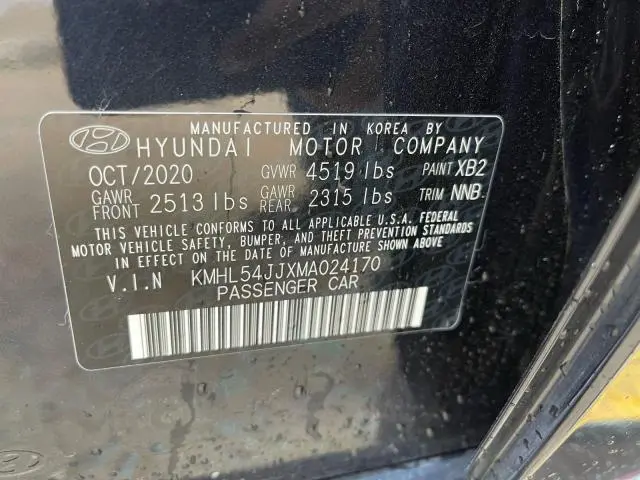 MANUFACTURED IN KOREA BY
HYUNDAI MOTOR COMPANY
OCT/2020 GVWR 4519 lbs PAINT XB2
GAWR FRONT 2513 lbs GAWR REAR. 2315 lbs TRIM NNB
THIS VEHICLE CONFORMS TO ALL APPLICABLE U.S.A. FEDERAL
MOTOR VEHICLE SAFETY, BUMPER, AND THEFT PREVENTION STANDARDS
IN EFFECT ON THE DATE OF MANUFACTURE SHOWN ABOVE.
V.I.N KMHL54JJXMA024170
PASSENGER CAR